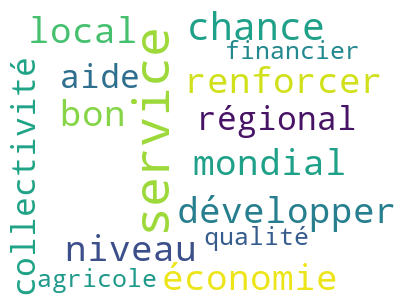 local
chance
financier
aide
renforcer
bon
régional
service
collectivité
mondial
développer
niveau
qualité
agricole
économie